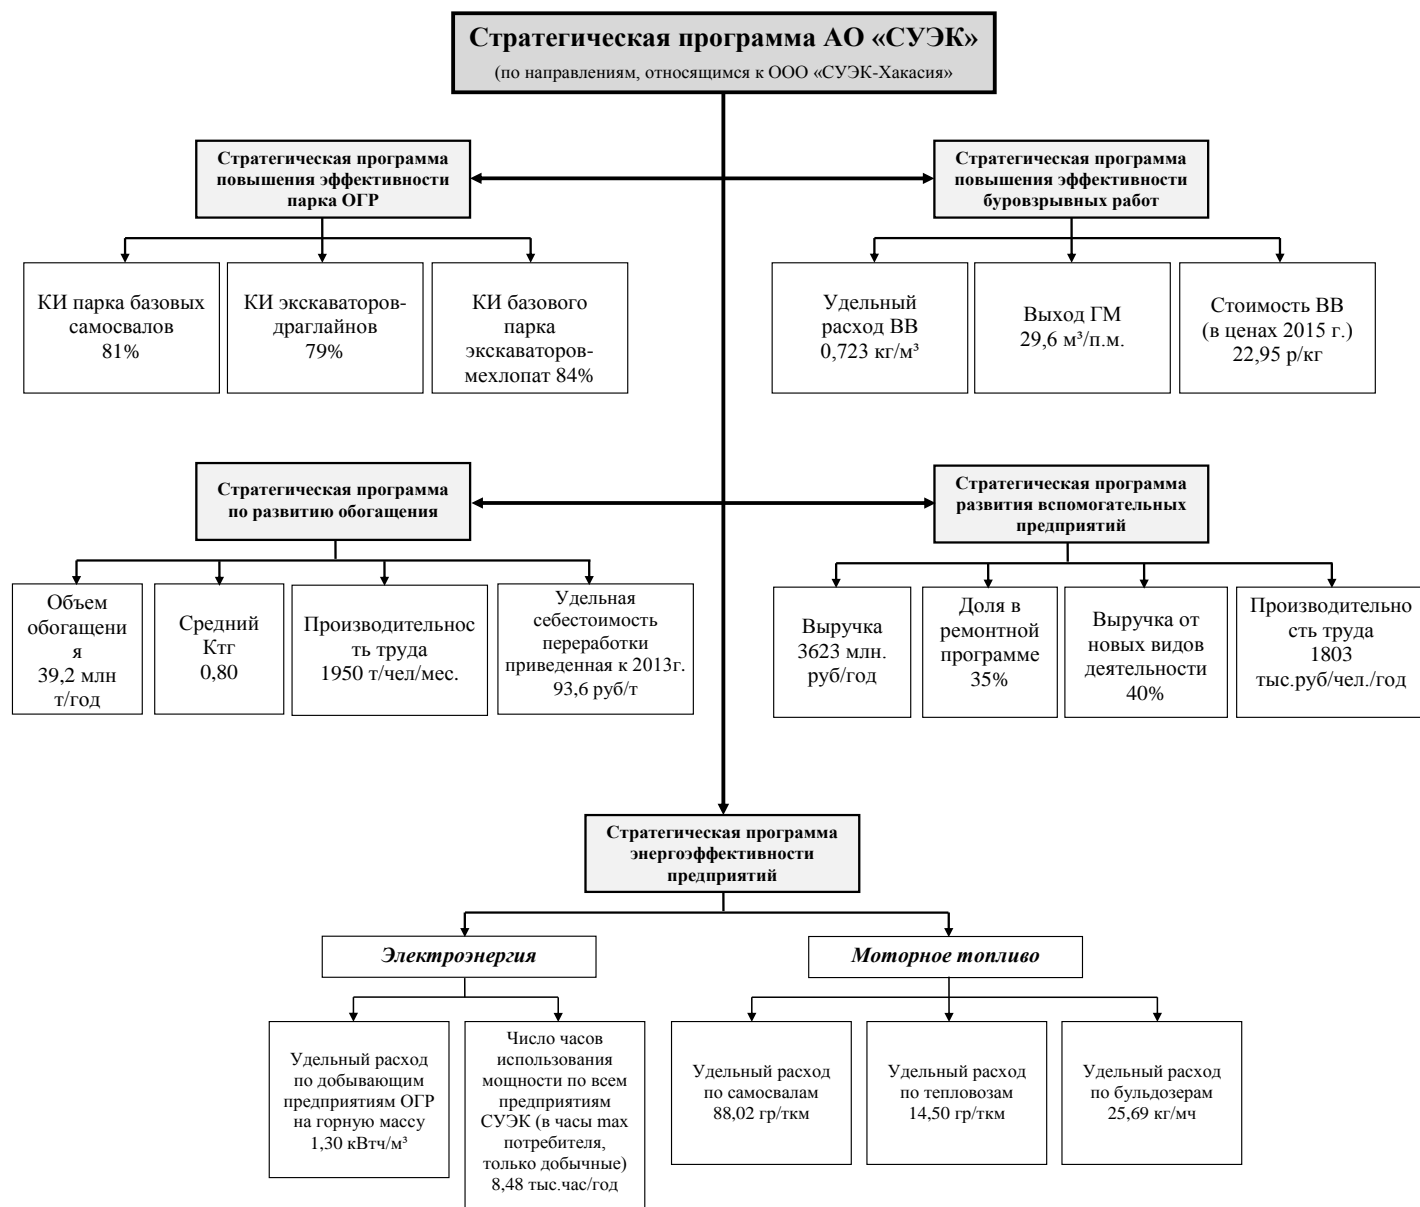 Стратегическая программа АО «СУЭК»
(по направлениям, относящимся к ООО «СУЭК-Хакасия»
Стратегическая программа
повышения эффективности
парка ОГР
Стратегическая программа
повышения эффективности
буровзрывных работ
КИ парка базовых
самосвалов
81%
КИ экскаваторов-
драглайнов
79%
КИ базового
парка
экскаваторов-
мехлопат 84%
Удельный
расход ВВ
0,723 кг/м³
Выход ГМ
29,6 м³/п.м.
Стоимость ВВ
(в ценах 2015 г.)
22,95 р/кг
Стратегическая программа
по развитию обогащения
Стратегическая программа
развития вспомогательных
предприятий
Объем
обогащени
я
39,2 млн
т/год
Средний
Ктг
0,80
Производительнос
ть труда
1950 т/чел/мес.
Удельная
себестоимость
переработки
приведенная к 2013г.
93,6 руб/т
Выручка
3623 млн.
руб/год
Доля в
ремонтной
программе
35%
Выручка от
новых видов
деятельности
40%
Производительно
сть труда
1803
тыс.руб/чел./год
Стратегическая программа
энергоэффективности
предприятий
Электроэнергия
Моторное топливо
Удельный расход
по добывающим
предприятиям ОГР
на горную массу
1,30 кВтч/м³
Число часов
использования
мощности по всем
предприятиям
СУЭК (в часы max
потребителя,
только добычные)
8,48 тыс.час/год
Удельный расход
по самосвалам
88,02 гр/ткм
Удельный расход
по тепловозам
14,50 гр/ткм
Удельный расход
по бульдозерам
25,69 кг/мч